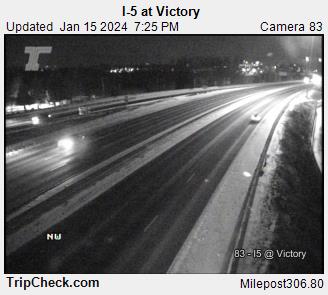 I-5 at Victory
Updated Jan 15 2024 7:25 PM Camera 83
T
NW
83 - I5 @ Victory
TripCheck.com Milepost306.80